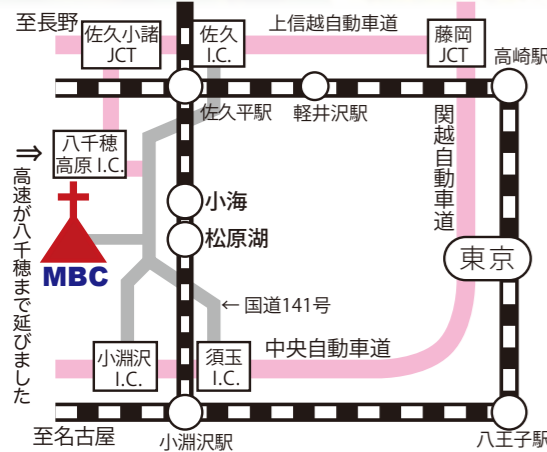 至長野
佐久小諸
JCT
佐久
I.C.
上信越自動車道
藤岡
JCT
高崎駅
佐久平駅
軽井沢駅
関越自動車道
八千穂
高原 I.C.
⇒ 高速が八千穂まで延びました
MBC
小海
松原湖
東京
← 国道141号
小淵沢
I.C.
須玉
I.C.
中央自動車道
至名古屋
小淵沢駅
八王子駅